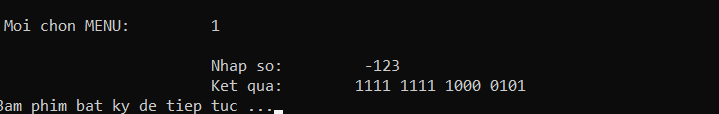 Moi chon MENU: 1
Nhap so: -123
Ket qua: 1111 1111 1000 0101
Bam phim bat ky de tiep tuc ...